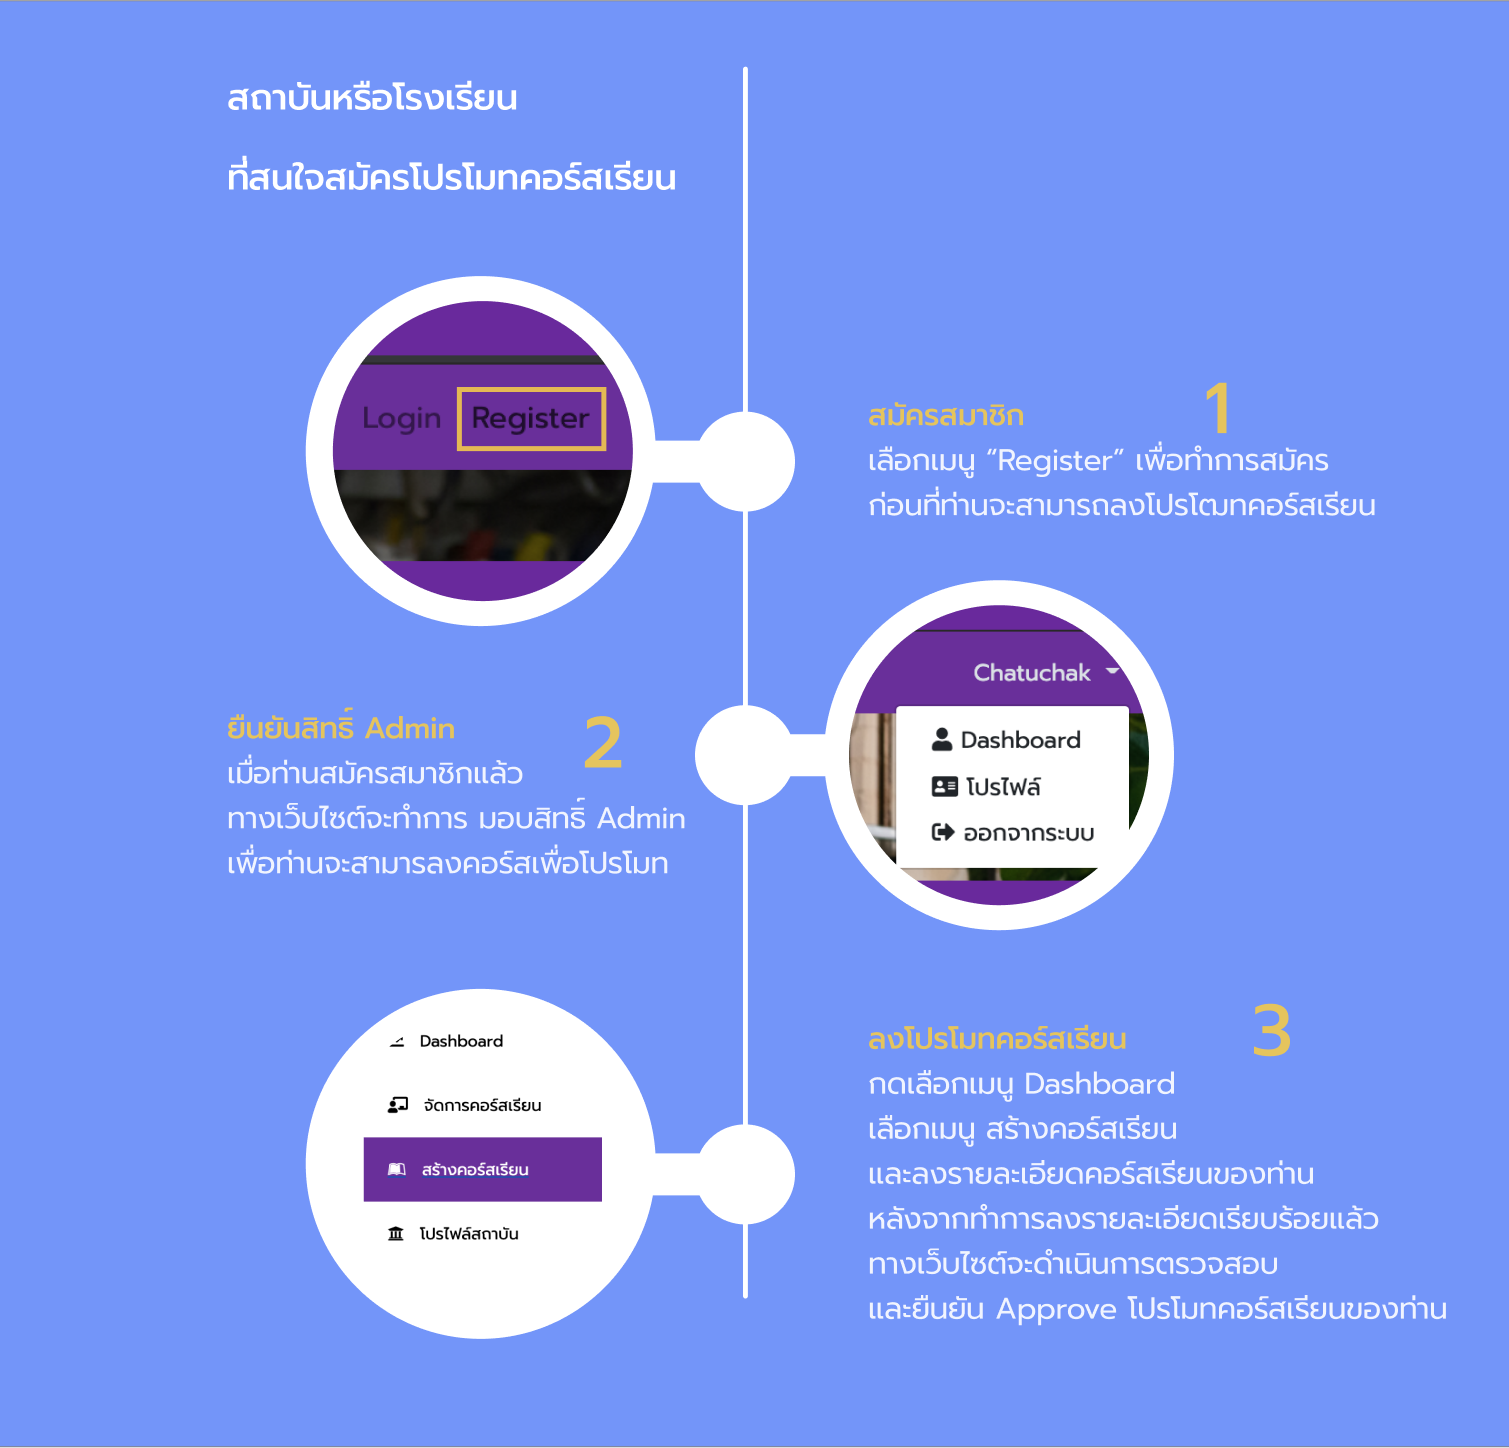 สถาบันหรือโรงเรียน
ที่สนใจสมัครโปรโมทคอร์สเรียน
Login Register
1
สมัครสมาชิก
เลือกเมนู “Register” เพื่อทำการสมัคร
ก่อนที่ท่านจะสามารถลงโปรโฒทคอร์สเรียน
2
ยืนยันสิทธิ์ Admin
เมื่อท่านสมัครสมาชิกแล้ว
ทางเว็บไซต์จะทำการ มอบสิทธิ์ Admin
เพื่อท่านจะสามารลงคอร์สเพื่อโปรโมท
Chatuchak
Dashboard
โปรไฟล์
ออกจากระบบ
Dashboard
จัดการคอร์สเรียน
สร้างคอร์สเรียน
โปรไฟล์สถาบัน
3
ลงโปรโมทคอร์สเรียน
กดเลือกเมนู Dashboard
เลือกเมนู สร้างคอร์สเรียน
และลงรายละเอียดคอร์สเรียนของท่าน
หลังจากทำการลงรายละเอียดเรียบร้อยแล้ว
ทางเว็บไซต์จะดำเนินการตรวจสอบ
และยืนยัน Approve โปรโมทคอร์สเรียนของท่าน